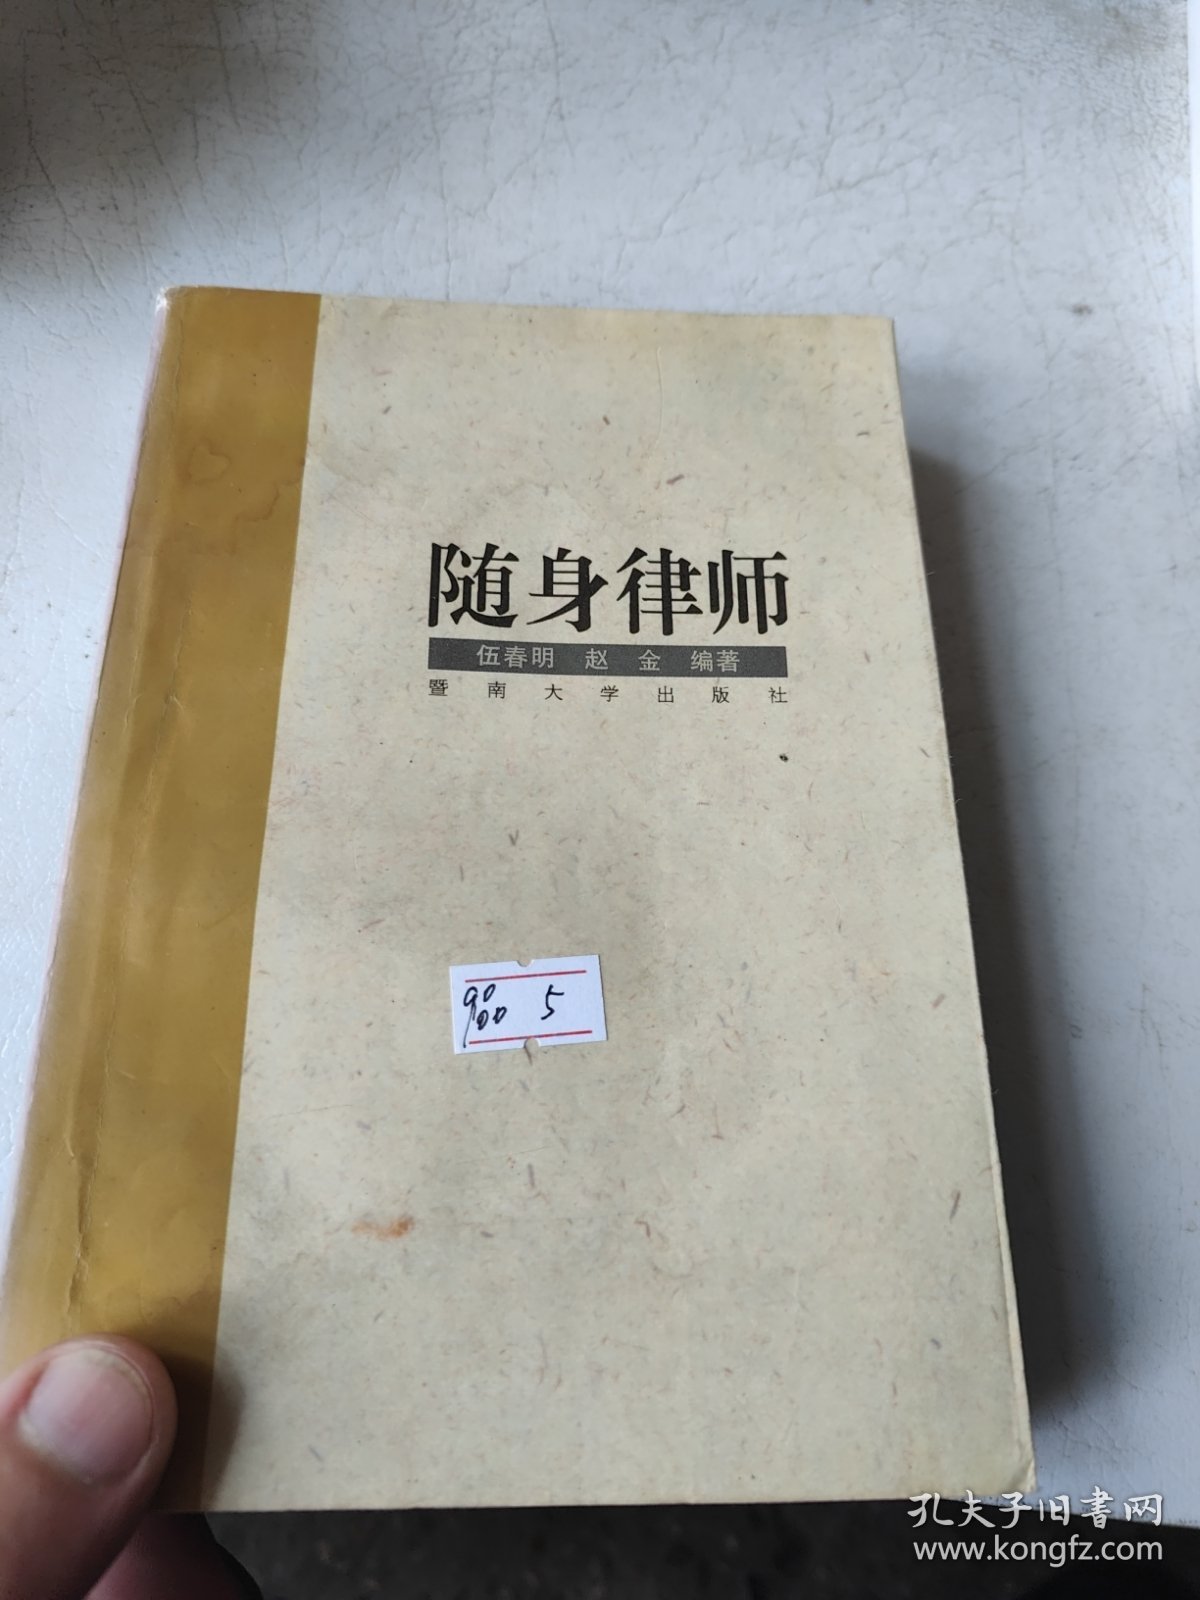 随身律师
伍春明 赵 金 编著
暨南大学出版社
5
孔夫子旧书网
www.kongfz.com